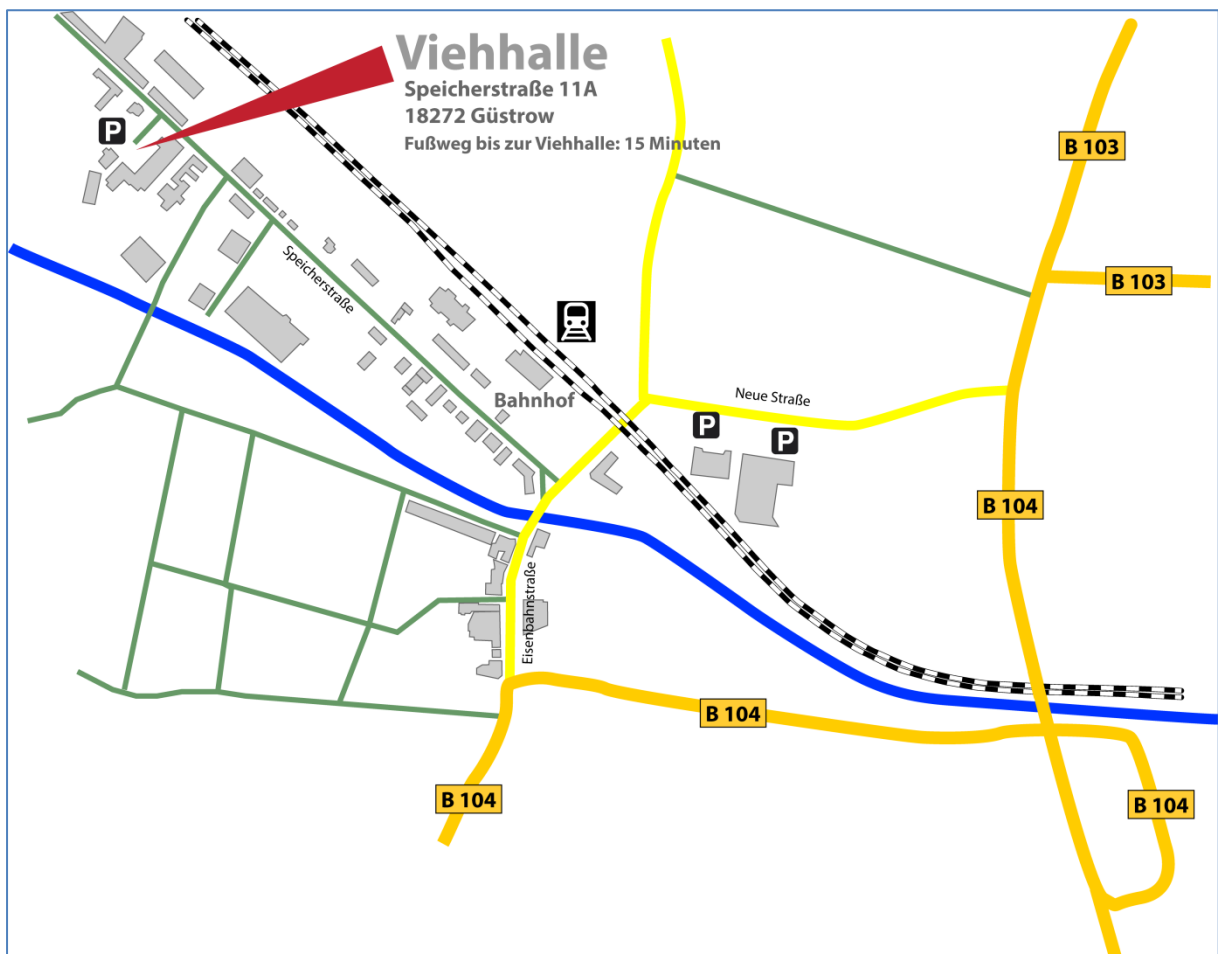 Viehhalle
Speicherstraße 11A
18272 Güstrow
Fußweg bis zur Viehhalle: 15 Minuten
P
B 103
B 103
Speicherstraße
Bahnhof
Neue Straße
P
P
B 104
Eisenbahnstraße
B 104
B 104
B 104